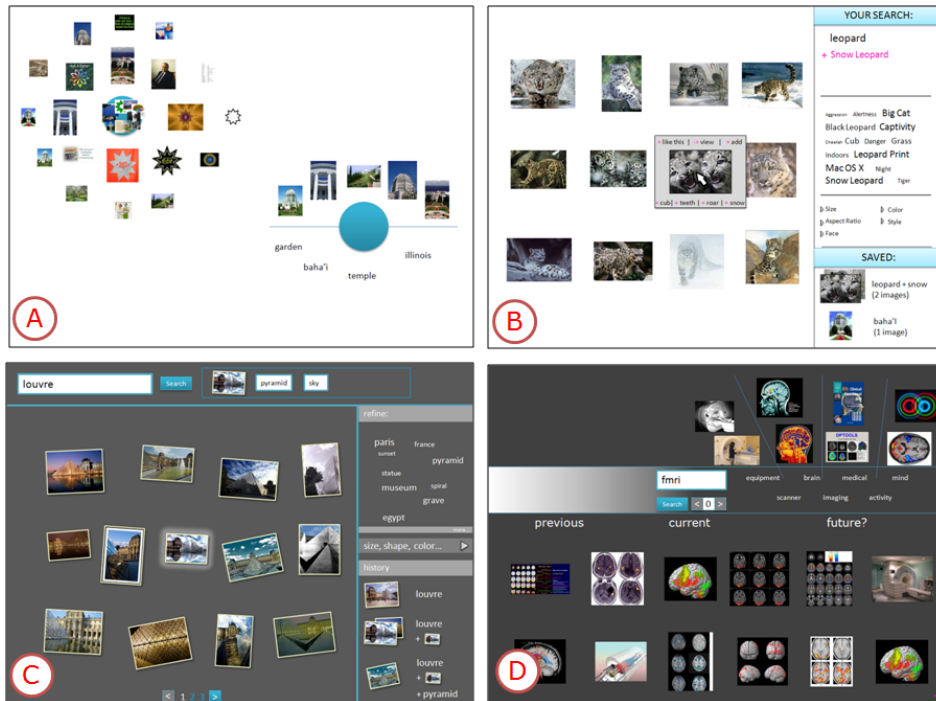 garden
baha'i
temple
illinois
A
YOUR SEARCH:
leopard
+ Snow Leopard
+ like this | -> view | + add
+ cub| + teeth | + roar | + snow
Aggression Alertness Big Cat
Black Leopard Captivity
Cheetah Cub Danger Grass
Indoors Leopard Print
Mac OS X Night
Snow Leopard Tiger
Size
Color
Aspect Ratio
Style
Face
SAVED:
leopard + snow
(2 images)
baha'i
(1 image)
B
louvre
Search
pyramid
sky
refine:
paris france
sunset
pyramid
statue
museum spiral
grave
egypt
more...
size, shape, color...
history
louvre
louvre
+
louvre
+
+ pyramid
< 1 2 3 >
C
fmri
Search
< 0 >
equipment brain medical mind
scanner imaging activity
previous current future?
D